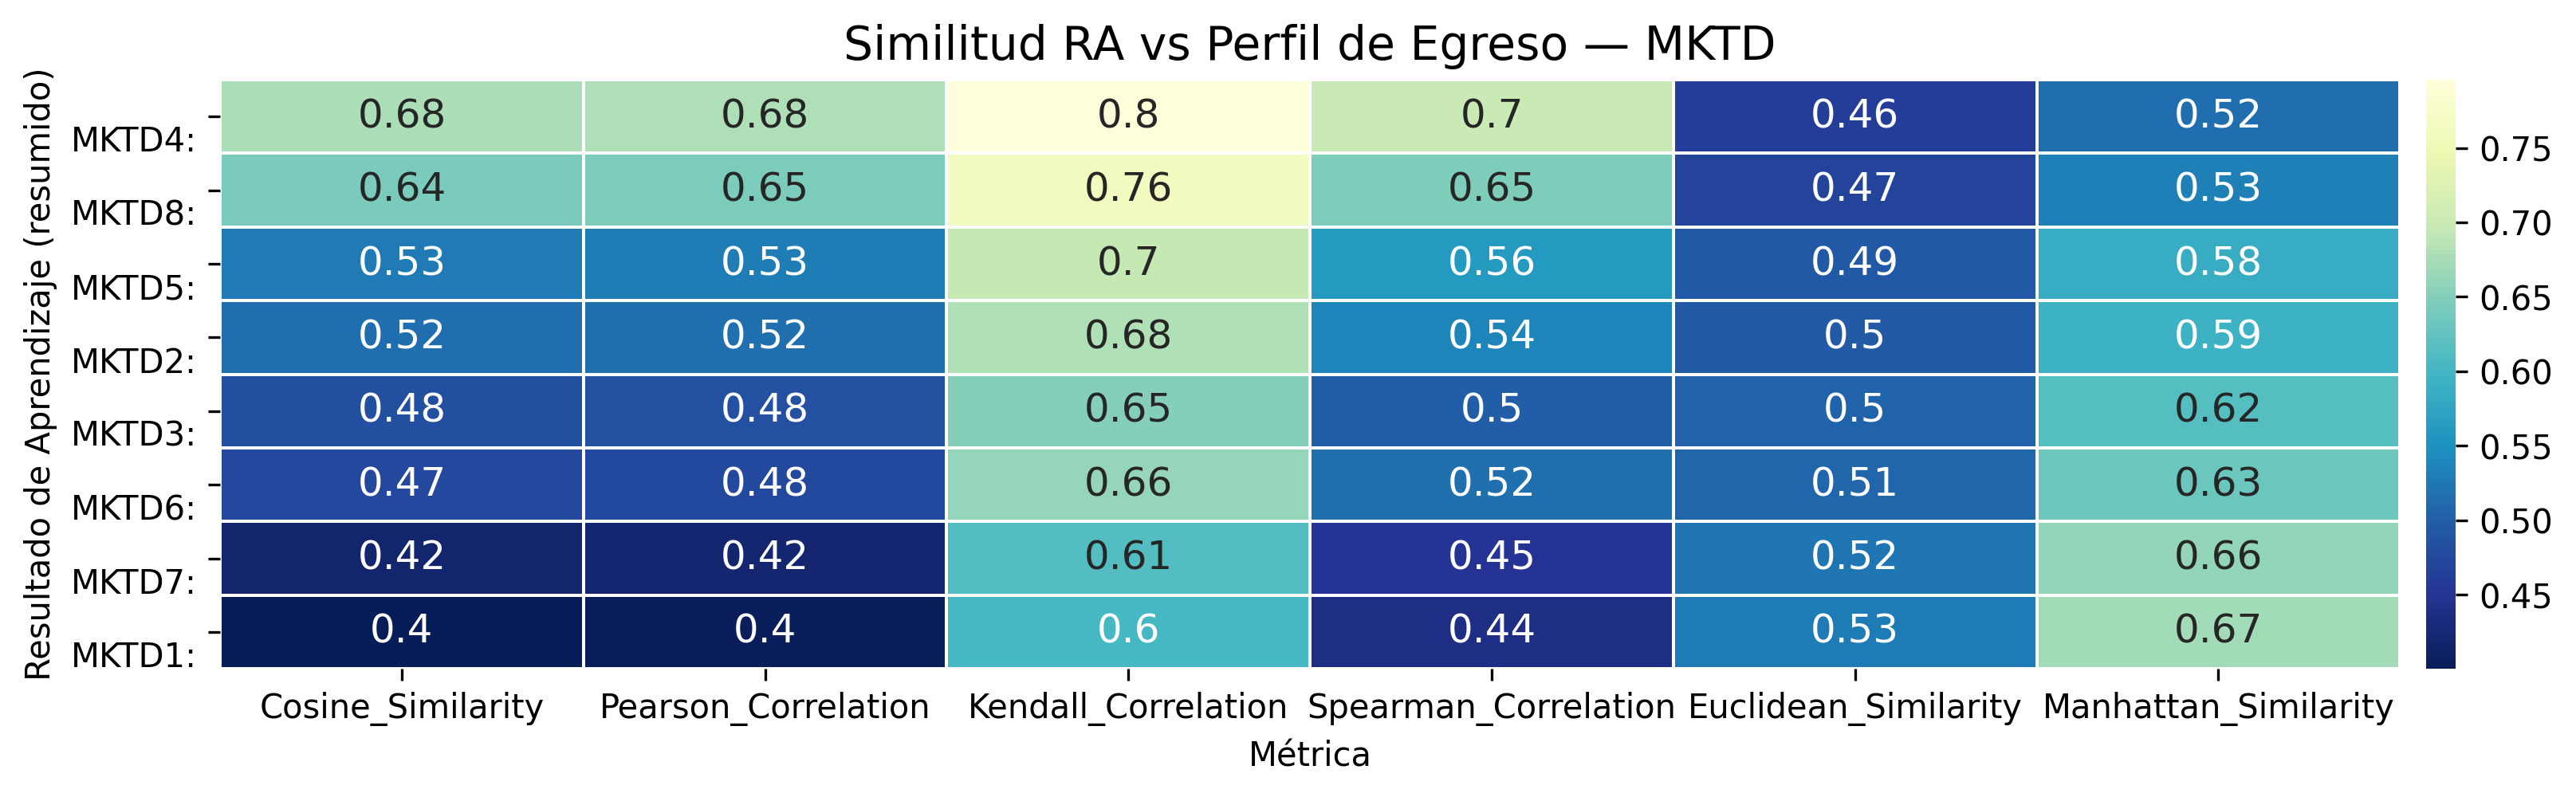 Similitud RA vs Perfil de Egreso — MKTD
Resultado de Aprendizaje (resumido)
MKTD4: 0.68 0.68 0.8 0.7 0.46 0.52
MKTD8: 0.64 0.65 0.76 0.65 0.47 0.53
MKTD5: 0.53 0.53 0.7 0.56 0.49 0.58
MKTD2: 0.52 0.52 0.68 0.54 0.5 0.59
MKTD3: 0.48 0.48 0.65 0.5 0.5 0.62
MKTD6: 0.47 0.48 0.66 0.52 0.51 0.63
MKTD7: 0.42 0.42 0.61 0.45 0.52 0.66
MKTD1: 0.4 0.4 0.6 0.44 0.53 0.67
Cosine_Similarity Pearson_Correlation Kendall_Correlation Spearman_Correlation Euclidean_Similarity Manhattan_Similarity
Métrica
0.75
0.70
0.65
0.60
0.55
0.50
0.45